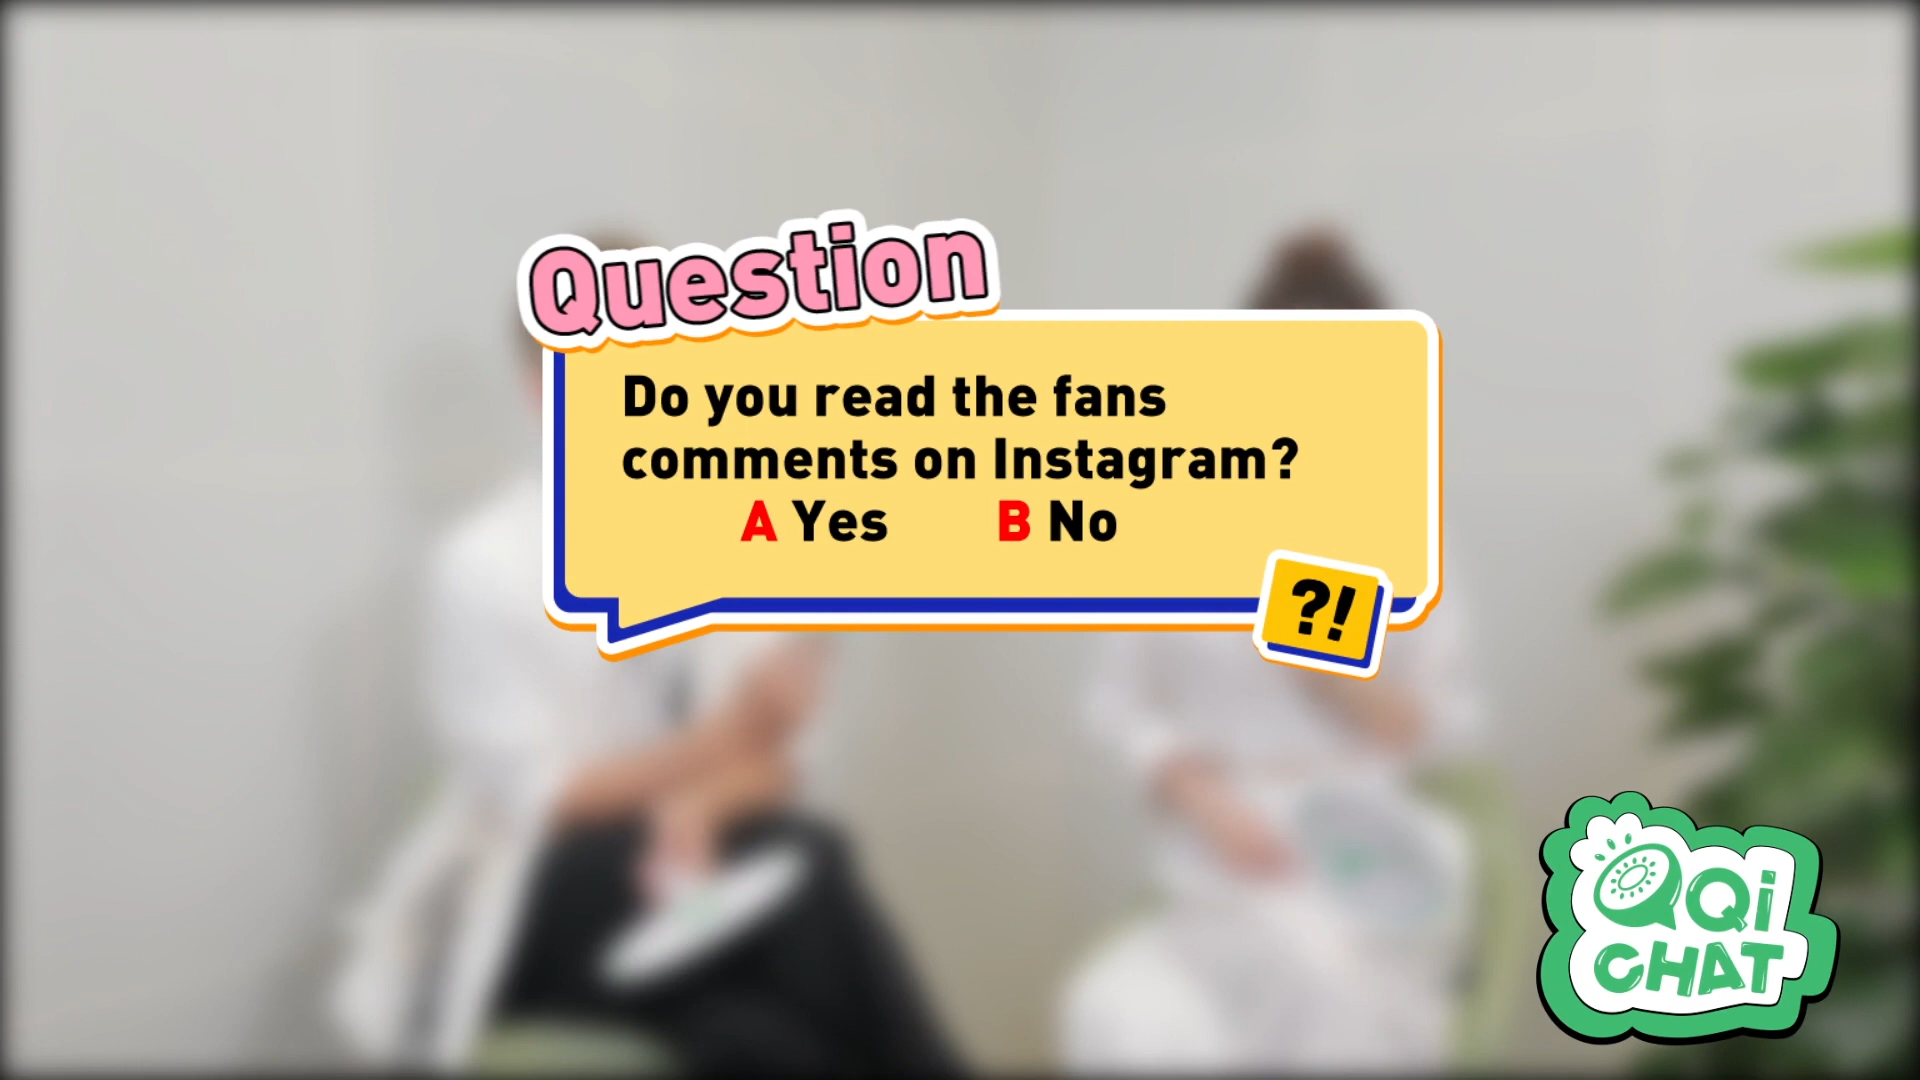 Question
Do you read the fans
comments on Instagram?
A Yes B No
?!
QQi
CHAT